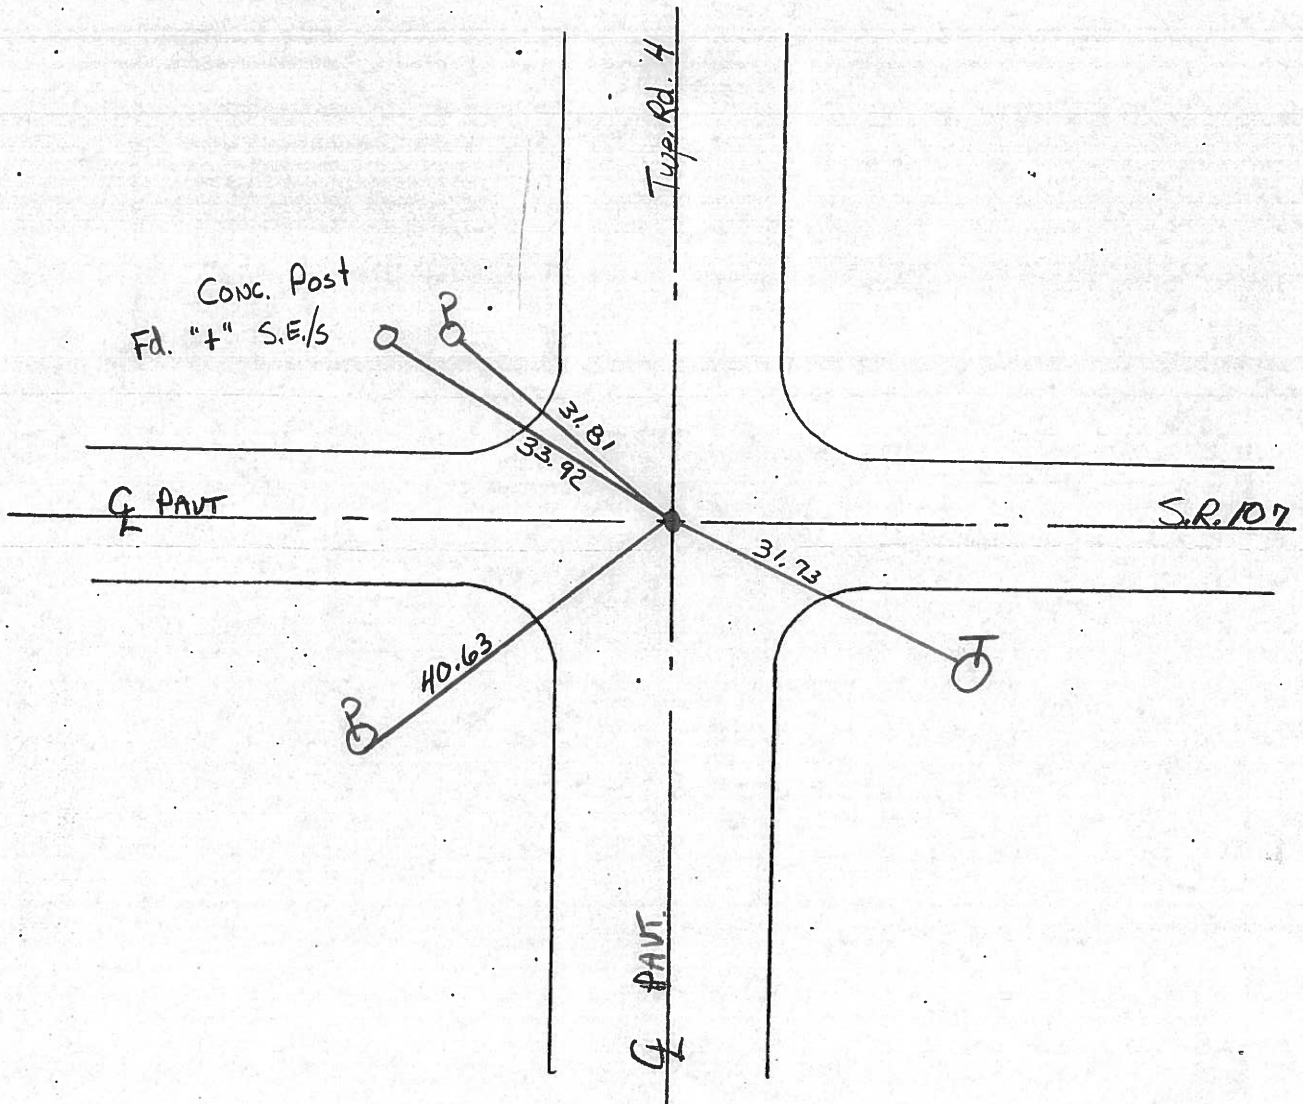 Twp. Rd. 4
Conc. Post
Fd. "+" S.E./S
P
31.81
33.92
℄ PAVT
S.R. 107
31.73
T
40.63
P
℄ PAVT.